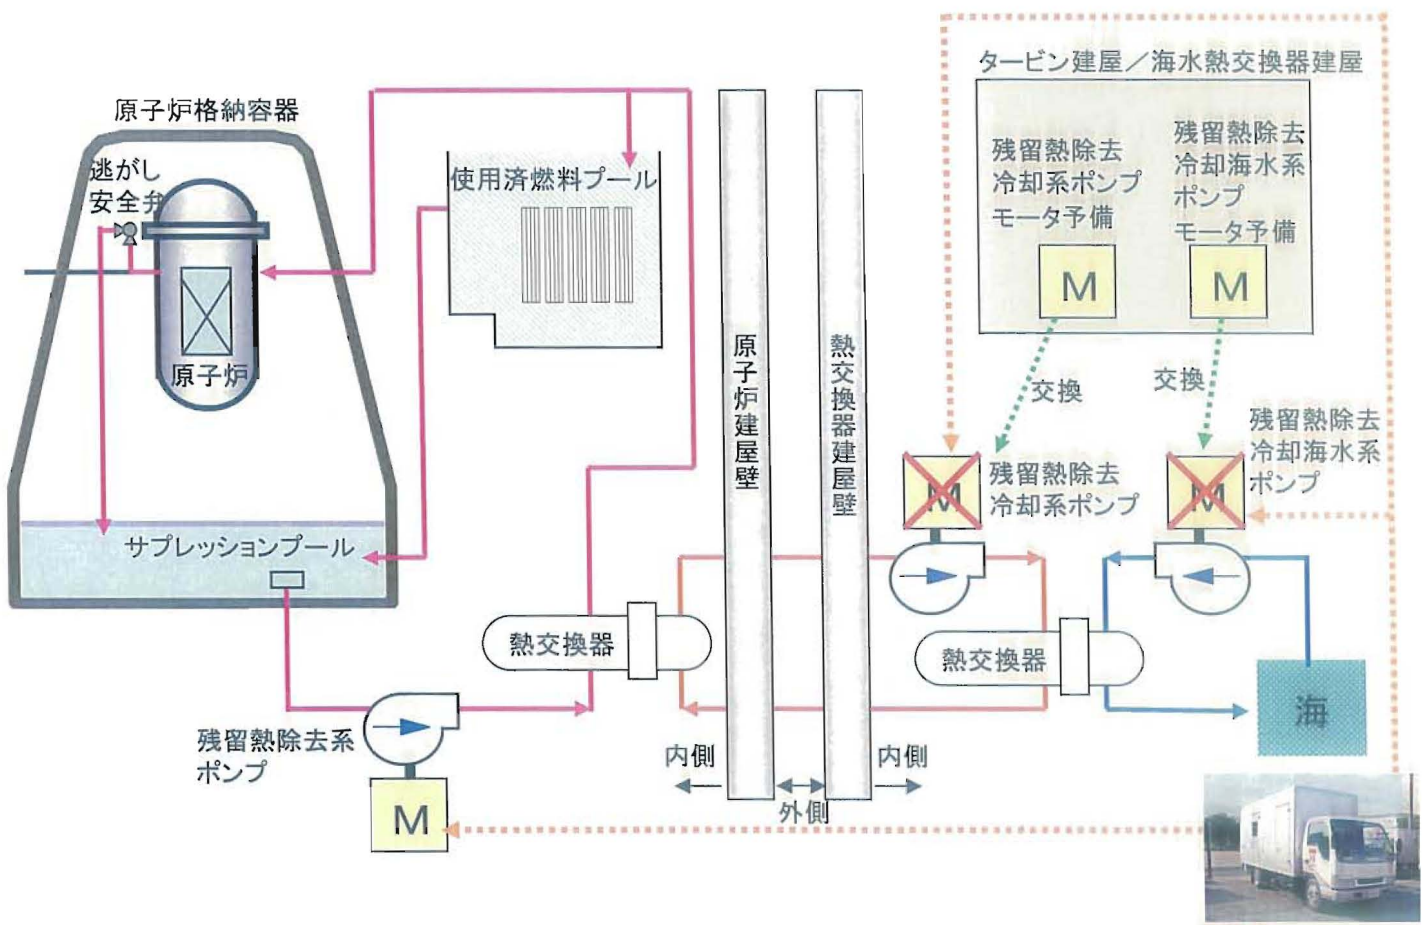 タービン建屋／海水熱交換器建屋
原子炉格納容器
逃がし
安全弁
原子炉
サプレッションプール
使用済燃料プール
残留熱除去
冷却系ポンプ
モータ予備
M
残留熱除去
冷却海水系
ポンプ
モータ予備
M
交換
交換
原子炉建屋壁
熱交換器建屋壁
M
残留熱除去
冷却系ポンプ
M
残留熱除去
冷却海水系
ポンプ
熱交換器
熱交換器
海
残留熱除去系
ポンプ
M
内側
外側
内側